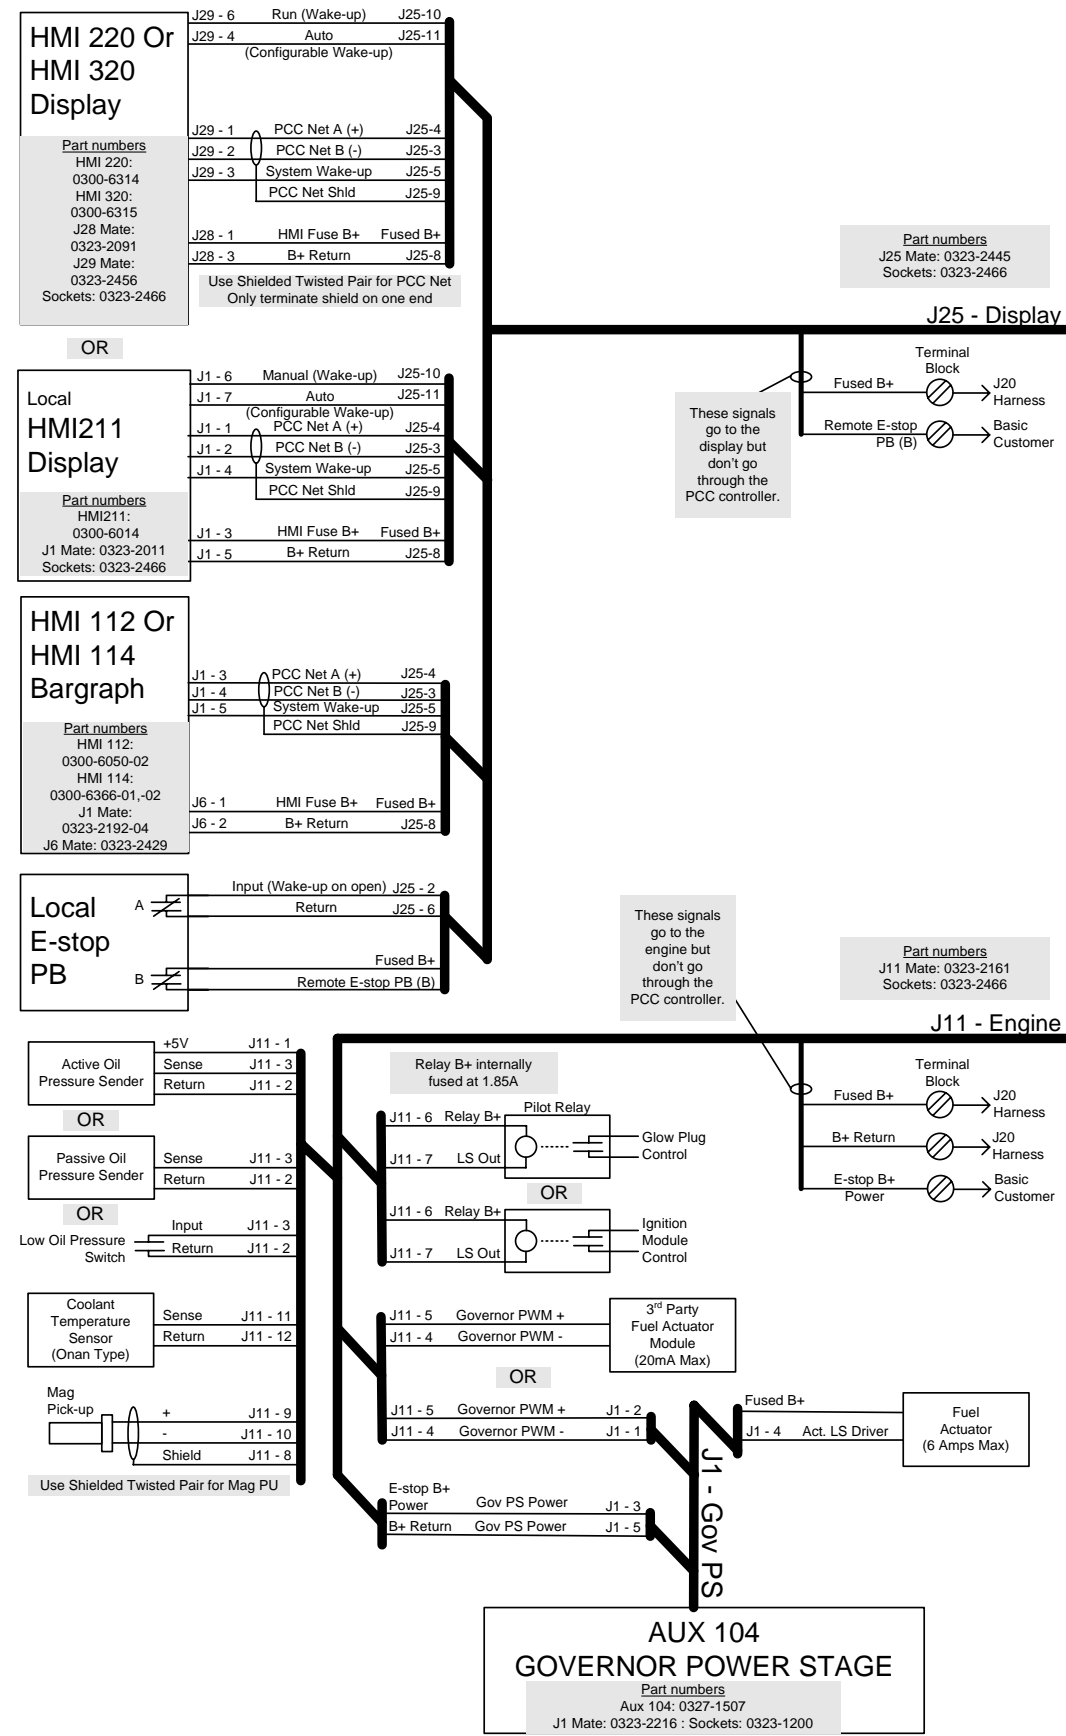 HMI 220 Or
HMI 320
Display
Part numbers
HMI 220:
0300-6314
HMI 320:
0300-6315
J28 Mate:
0323-2091
J29 Mate:
0323-2456
Sockets: 0323-2466
J29 - 6 Run (Wake-up) J25-10
J29 - 4 Auto J25-11
(Configurable Wake-up)
J29 - 1 PCC Net A (+) J25-4
J29 - 2 PCC Net B (-) J25-3
J29 - 3 System Wake-up J25-5
PCC Net Shld J25-9
J28 - 1 HMI Fuse B+ Fused B+
J28 - 3 B+ Return J25-8
Use Shielded Twisted Pair for PCC Net
Only terminate shield on one end
OR
Local
HMI211
Display
Part numbers
HMI211:
0300-6014
J1 Mate: 0323-2011
Sockets: 0323-2466
J1 - 6 Manual (Wake-up) J25-10
J1 - 7 Auto J25-11
(Configurable Wake-up)
J1 - 1 PCC Net A (+) J25-4
J1 - 2 PCC Net B (-) J25-3
J1 - 4 System Wake-up J25-5
PCC Net Shld J25-9
J1 - 3 HMI Fuse B+ Fused B+
J1 - 5 B+ Return J25-8
HMI 112 Or
HMI 114
Bargraph
Part numbers
HMI 112:
0300-6050-02
HMI 114:
0300-6366-01,-02
J1 Mate:
0323-2192-04
J6 Mate: 0323-2429
J1 - 3 PCC Net A (+) J25-4
J1 - 4 PCC Net B (-) J25-3
J1 - 5 System Wake-up J25-5
PCC Net Shld J25-9
J6 - 1 HMI Fuse B+ Fused B+
J6 - 2 B+ Return J25-8
Local
E-stop
PB
A
B
Input (Wake-up on open) J25 - 2
Return J25 - 6
Fused B+
Remote E-stop PB (B)
Part numbers
J25 Mate: 0323-2445
Sockets: 0323-2466
J25 - Display
These signals
go to the
display but
don't go
through the
PCC controller.
Terminal
Block
Fused B+
J20
Harness
Remote E-stop
PB (B)
Basic
Customer
These signals
go to the
engine but
don't go
through the
PCC controller.
Part numbers
J11 Mate: 0323-2161
Sockets: 0323-2466
J11 - Engine
Terminal
Block
Fused B+
J20
Harness
B+ Return
J20
Harness
E-stop B+
Power
Basic
Customer
Active Oil
Pressure Sender
+5V J11 - 1
Sense J11 - 3
Return J11 - 2
OR
Passive Oil
Pressure Sender
Sense J11 - 3
Return J11 - 2
OR
Low Oil Pressure
Switch
Input J11 - 3
Return J11 - 2
Coolant
Temperature
Sensor
(Onan Type)
Sense J11 - 11
Return J11 - 12
Mag
Pick-up
+ J11 - 9
- J11 - 10
Shield J11 - 8
Use Shielded Twisted Pair for Mag PU
Relay B+ internally
fused at 1.85A
J11 - 6 Relay B+
J11 - 7 LS Out
Pilot Relay
Glow Plug
Control
OR
J11 - 6 Relay B+
J11 - 7 LS Out
Ignition
Module
Control
J11 - 5 Governor PWM +
J11 - 4 Governor PWM -
3rd Party
Fuel Actuator
Module
(20mA Max)
OR
J11 - 5 Governor PWM + J1 - 2
J11 - 4 Governor PWM - J1 - 1
Fused B+
J1 - 4 Act. LS Driver
Fuel
Actuator
(6 Amps Max)
E-stop B+
Power Gov PS Power J1 - 3
B+ Return Gov PS Power J1 - 5
J1 - Gov PS
AUX 104
GOVERNOR POWER STAGE
Part numbers
Aux 104: 0327-1507
J1 Mate: 0323-2216 : Sockets: 0323-1200